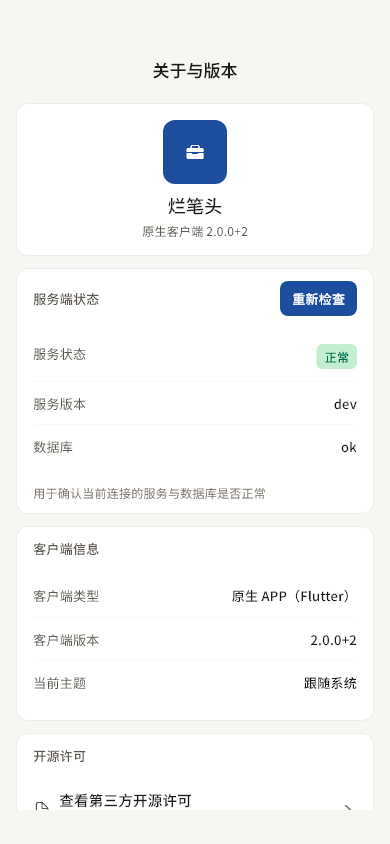 关于与版本
烂笔头
原生客户端 2.0.0+2
服务端状态
重新检查
服务状态
正常
服务版本
dev
数据库
ok
用于确认当前连接的服务与数据库是否正常
客户端信息
客户端类型
原生 APP（Flutter）
客户端版本
2.0.0+2
当前主题
跟随系统
开源许可
查看第三方开源许可